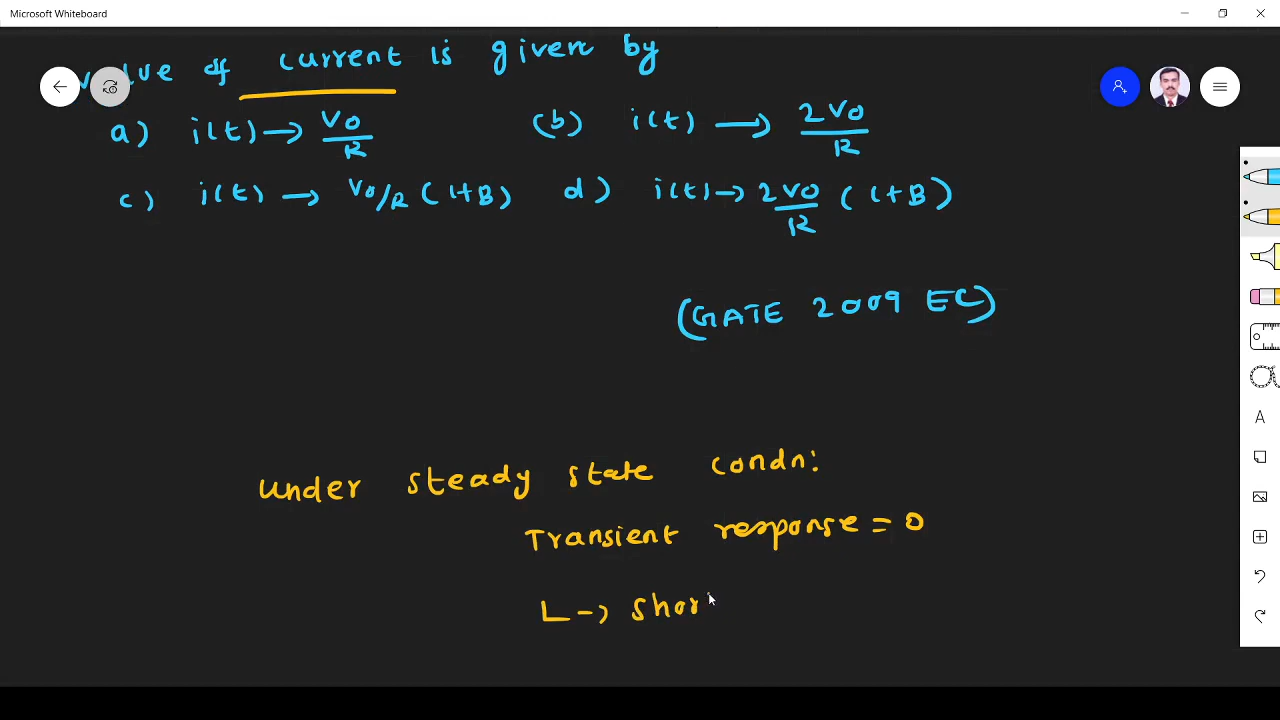 Microsoft Whiteboard
value of current is given by
a) i(t) → Vo/R (b) i(t) → 2Vo/R
c) i(t) → Vo/R (1+B) d) i(t) → 2Vo/R (1+B)
(GATE 2009 EC)
Under steady state condn:
Transient response = 0
L → Shor